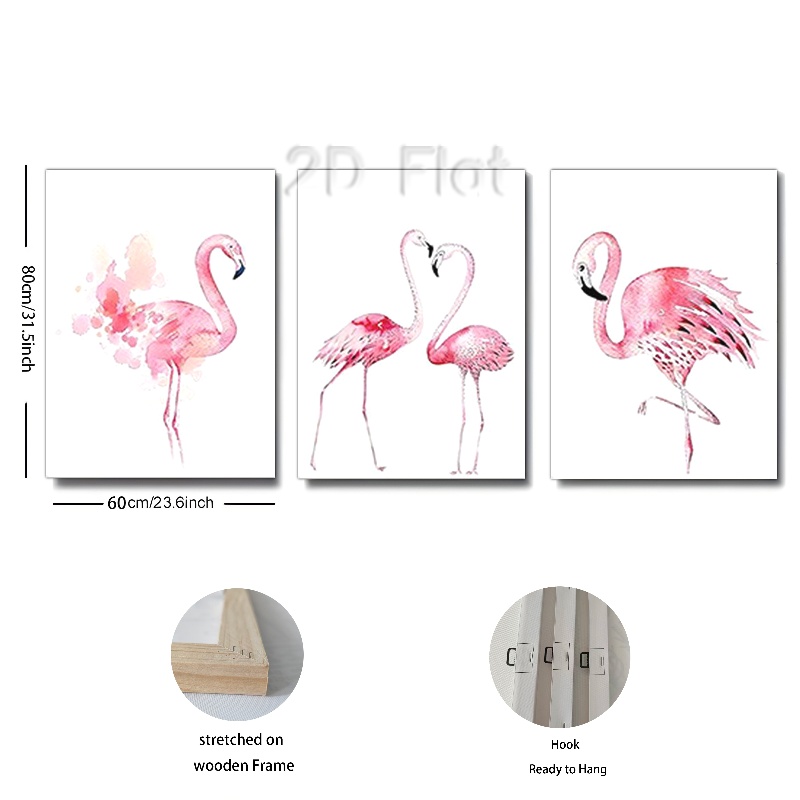 2D Flat
80cm/31.5inch
60cm/23.6inch
stretched on
wooden Frame
Hook
Ready to Hang